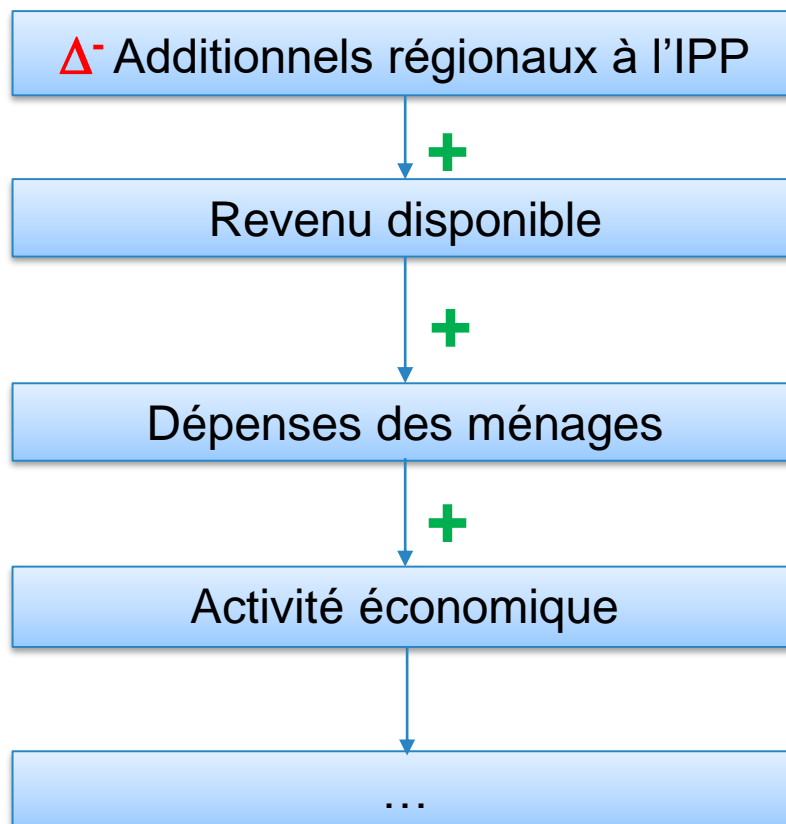 Δ- Additionnels régionaux à l'IPP
+
Revenu disponible
+
Dépenses des ménages
+
Activité économique
...